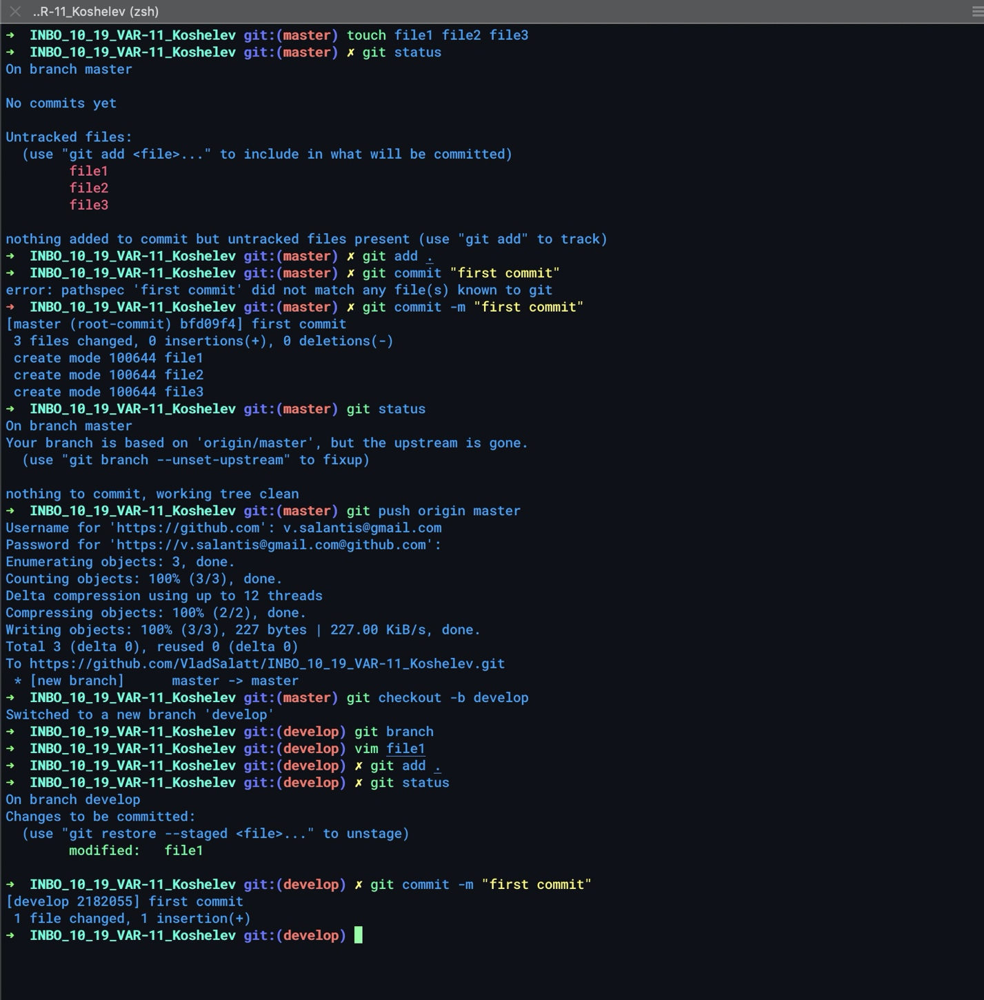 ..R-11_Koshelev (zsh)
➜  INBO_10_19_VAR-11_Koshelev git:(master) touch file1 file2 file3
➜  INBO_10_19_VAR-11_Koshelev git:(master) ✗ git status
On branch master
No commits yet
Untracked files:
  (use "git add <file>..." to include in what will be committed)
        file1
        file2
        file3
nothing added to commit but untracked files present (use "git add" to track)
➜  INBO_10_19_VAR-11_Koshelev git:(master) ✗ git add .
➜  INBO_10_19_VAR-11_Koshelev git:(master) ✗ git commit "first commit"
error: pathspec 'first commit' did not match any file(s) known to git
➜  INBO_10_19_VAR-11_Koshelev git:(master) ✗ git commit -m "first commit"
[master (root-commit) bfd09f4] first commit
 3 files changed, 0 insertions(+), 0 deletions(-)
 create mode 100644 file1
 create mode 100644 file2
 create mode 100644 file3
➜  INBO_10_19_VAR-11_Koshelev git:(master) git status
On branch master
Your branch is based on 'origin/master', but the upstream is gone.
  (use "git branch --unset-upstream" to fixup)
nothing to commit, working tree clean
➜  INBO_10_19_VAR-11_Koshelev git:(master) git push origin master
Username for 'https://github.com': v.salantis@gmail.com
Password for 'https://v.salantis@gmail.com@github.com':
Enumerating objects: 3, done.
Counting objects: 100% (3/3), done.
Delta compression using up to 12 threads
Compressing objects: 100% (2/2), done.
Writing objects: 100% (3/3), 227 bytes | 227.00 KiB/s, done.
Total 3 (delta 0), reused 0 (delta 0)
To https://github.com/VladSalatt/INBO_10_19_VAR-11_Koshelev.git
 * [new branch]      master -> master
➜  INBO_10_19_VAR-11_Koshelev git:(master) git checkout -b develop
Switched to a new branch 'develop'
➜  INBO_10_19_VAR-11_Koshelev git:(develop) git branch
➜  INBO_10_19_VAR-11_Koshelev git:(develop) vim file1
➜  INBO_10_19_VAR-11_Koshelev git:(develop) ✗ git add .
➜  INBO_10_19_VAR-11_Koshelev git:(develop) ✗ git status
On branch develop
Changes to be committed:
  (use "git restore --staged <file>..." to unstage)
        modified:   file1
➜  INBO_10_19_VAR-11_Koshelev git:(develop) ✗ git commit -m "first commit"
[develop 2182055] first commit
 1 file changed, 1 insertion(+)
➜  INBO_10_19_VAR-11_Koshelev git:(develop)